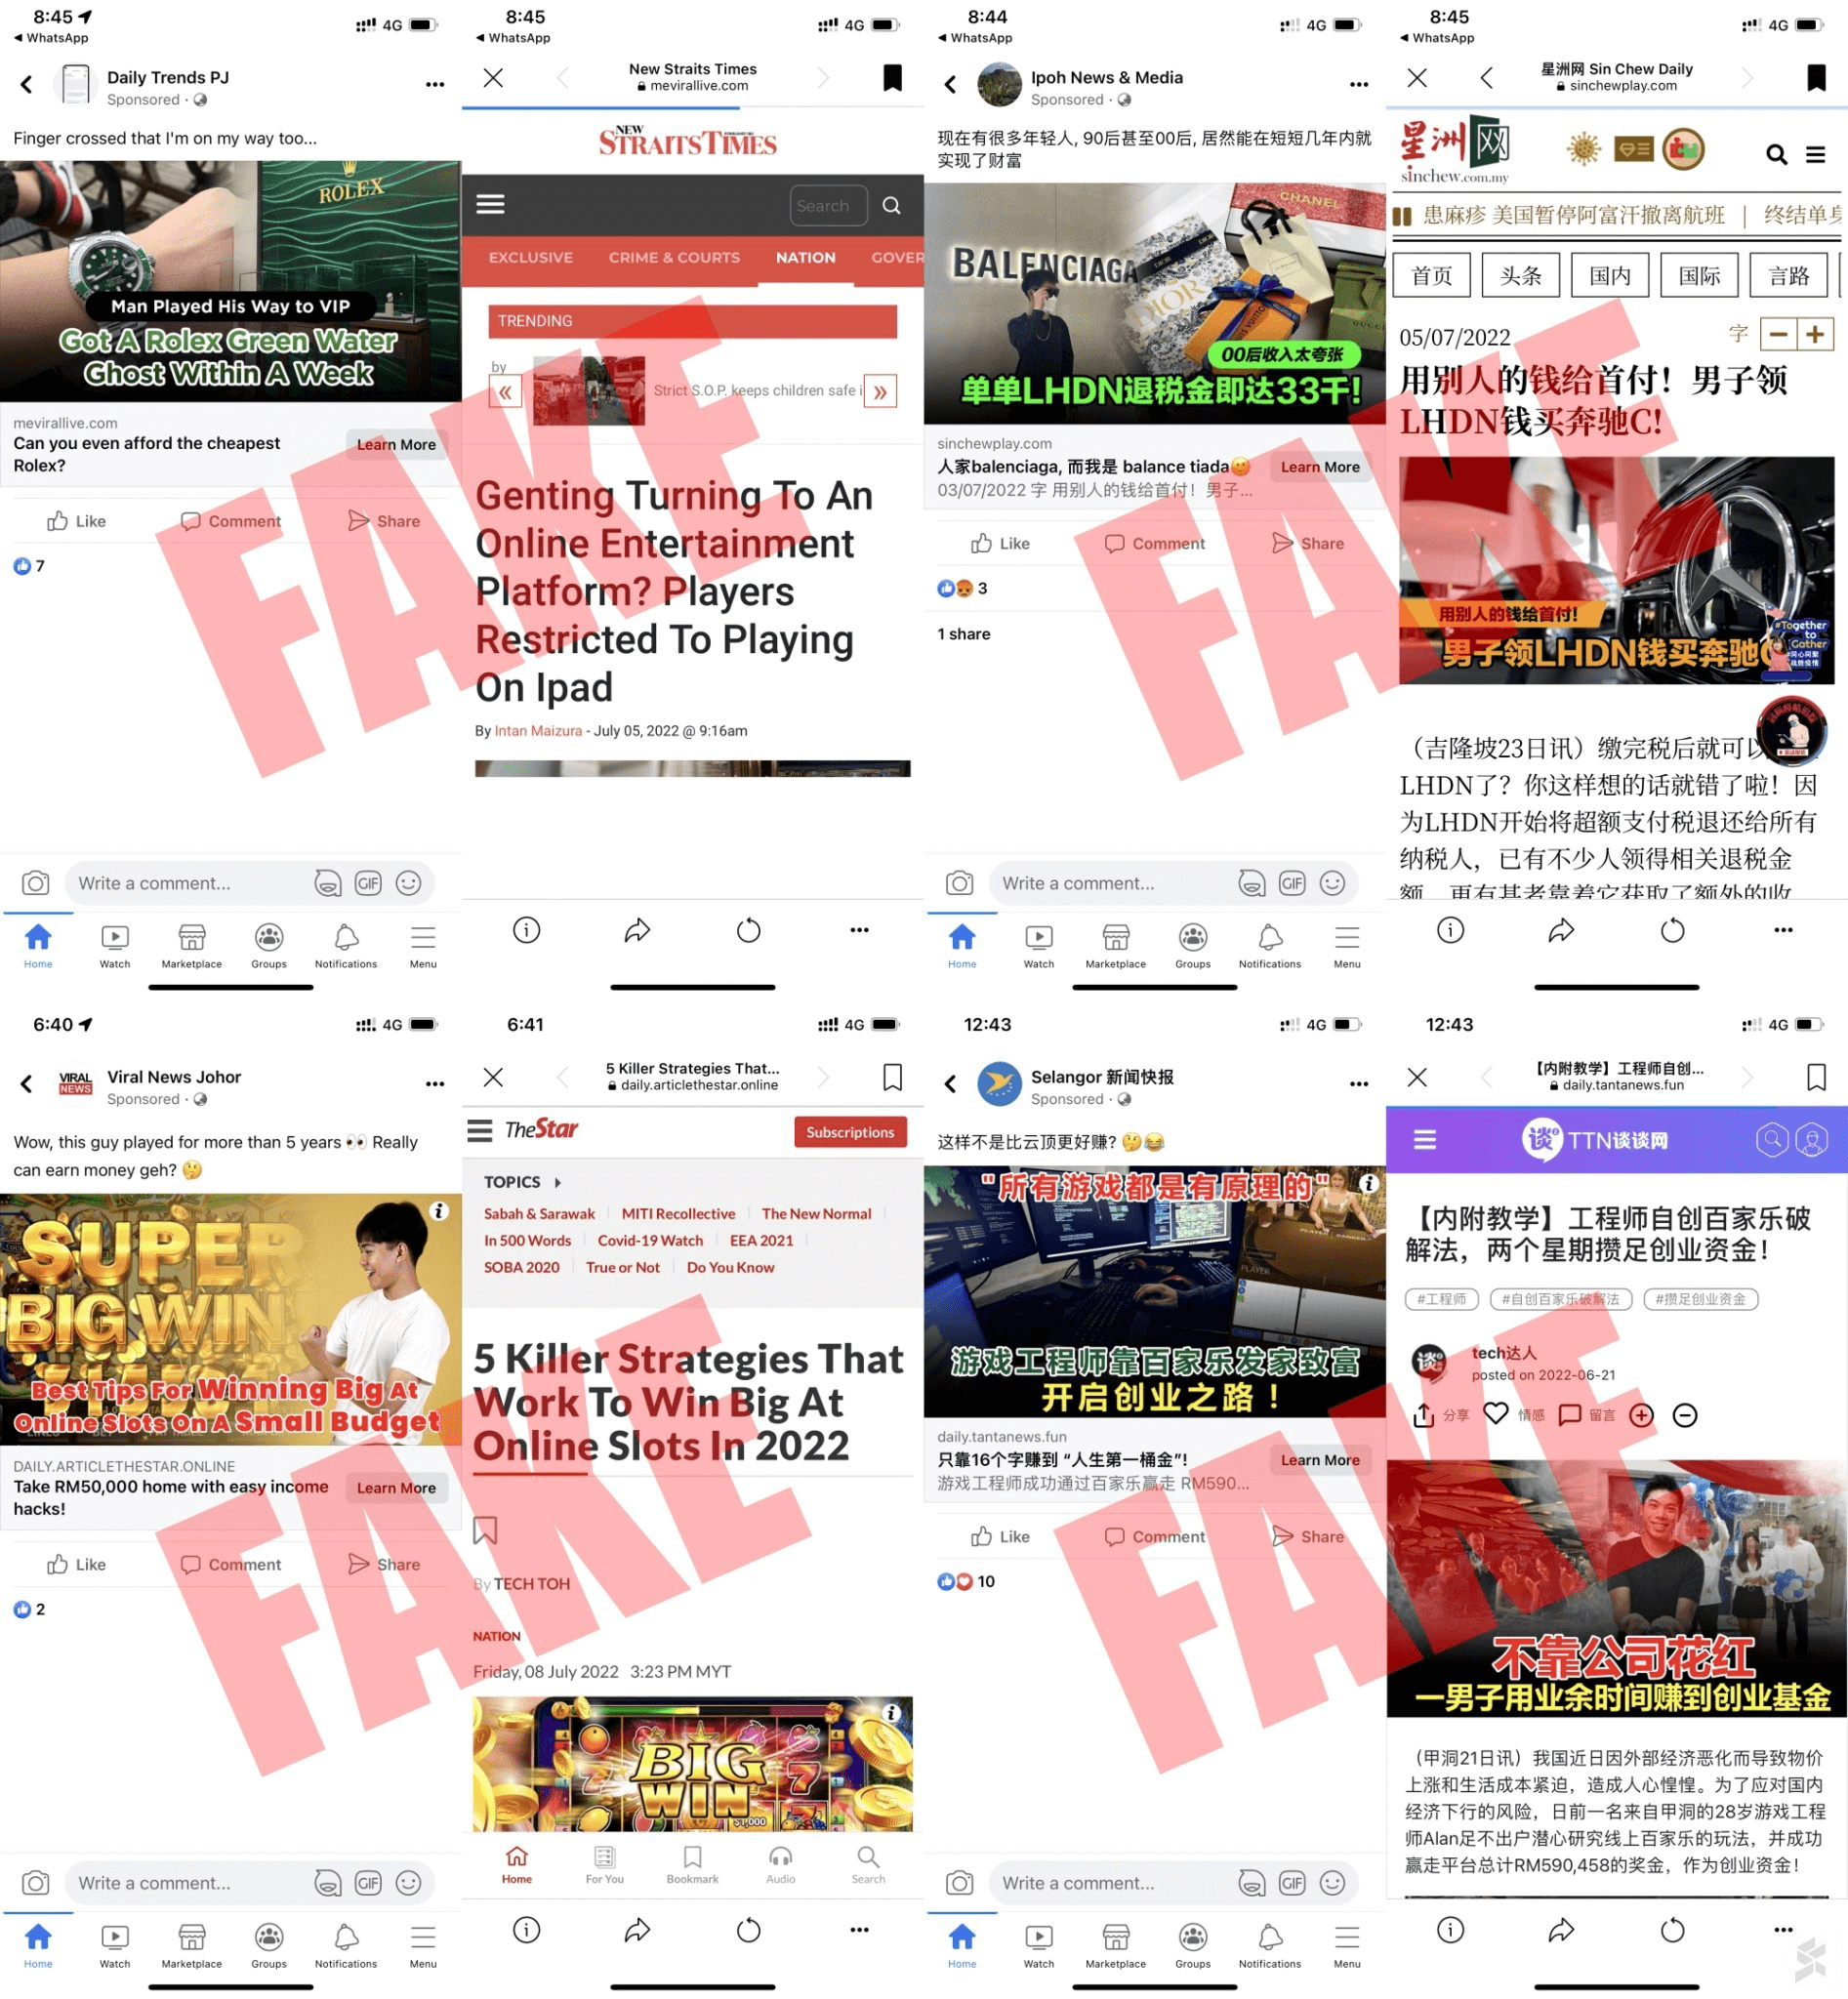 8:45
4G
◀ WhatsApp
Daily Trends PJ
Sponsored ·
Finger crossed that I'm on my way too...
ROLEX
Man Played His Way to VIP
Got A Rolex Green Water
Ghost Within A Week
mevirallive.com
Can you even afford the cheapest
Rolex?
Learn More
Like
Comment
Share
7
Write a comment...
GIF
Home
Watch
Marketplace
Groups
Notifications
Menu
8:45
4G
◀ WhatsApp
New Straits Times
mevirallive.com
NEW
STRAITS TIMES
Search
EXCLUSIVE
CRIME & COURTS
NATION
GOVER
TRENDING
by
«
Strict S.O.P. keeps children safe i
»
Genting Turning To An
Online Entertainment
Platform? Players
Restricted To Playing
On Ipad
By Intan Maizura - July 05, 2022 @ 9:16am
FAKE
8:44
4G
◀ WhatsApp
Ipoh News & Media
Sponsored ·
现在有很多年轻人, 90后甚至00后, 居然能在短短几年内就
实现了财富
CHANEL
BALENCIAGA
DIOR
LOUIS VUITTON
GUCCI
00后收入太夸张
单单LHDN退税金即达33千!
sinchewplay.com
人家balenciaga, 而我是 balance tiada
03/07/2022 字 用别人的钱给首付！男子...
Learn More
Like
Comment
Share
3
1 share
Write a comment...
GIF
Home
Watch
Marketplace
Groups
Notifications
Menu
8:45
4G
◀ WhatsApp
星洲网 Sin Chew Daily
sinchewplay.com
星洲网
sinchew.com.my
患麻疹 美国暂停阿富汗撤离航班 | 终结单身
首页
头条
国内
国际
言路
05/07/2022
字
用别人的钱给首付！男子领
LHDN钱买奔驰C!
用别人的钱给首付!
男子领LHDN钱买奔驰C
#Together
to
Gather
（吉隆坡23日讯）缴完税后就可以
LHDN了？你这样想的话就错了啦！因
为LHDN开始将超额支付税退还给所有
纳税人，已有不少人领得相关退税金
额，更有甚者靠着它获取了额外的收
FAKE
6:40
4G
VIRAL
NEWS
Viral News Johor
Sponsored ·
Wow, this guy played for more than 5 years 👀 Really
can earn money geh? 🤔
SUPER
BIG WIN
Best Tips For Winning Big At
Online Slots On A Small Budget
DAILY.ARTICLETHESTAR.ONLINE
Take RM50,000 home with easy income
hacks!
Learn More
Like
Comment
Share
2
Write a comment...
GIF
Home
Watch
Marketplace
Groups
Notifications
Menu
6:41
4G
5 Killer Strategies That...
daily.articlethestar.online
TheStar
Subscriptions
TOPICS
Sabah & Sarawak
MITI Recollective
The New Normal
In 500 Words
Covid-19 Watch
EEA 2021
SOBA 2020
True or Not
Do You Know
5 Killer Strategies That
Work To Win Big At
Online Slots In 2022
By TECH TOH
NATION
Friday, 08 July 2022 3:23 PM MYT
BIG
WIN
Home
For You
Bookmark
Audio
Search
FAKE
12:43
4G
Selangor 新闻快报
Sponsored ·
这样不是比云顶更好赚? 🤔😂
"所有游戏都是有原理的"
PLAYER
BANKER
PLAYER
游戏工程师靠百家乐发家致富
开启创业之路！
daily.tantanews.fun
只靠16个字赚到 “人生第一桶金”!
游戏工程师成功通过百家乐赢走 RM590...
Learn More
Like
Comment
Share
10
Write a comment...
GIF
Home
Watch
Marketplace
Groups
Notifications
Menu
12:43
4G
【内附教学】工程师自创...
daily.tantanews.fun
谈
TTN谈谈网
【内附教学】工程师自创百家乐破
解法，两个星期攒足创业资金！
#工程师
#自创百家乐破解法
#攒足创业资金
谈
tech达人
posted on 2022-06-21
分享
情感
留言
不靠公司花红
一男子用业余时间赚到创业基金
（甲洞21日讯）我国近日因外部经济恶化而导致物价
上涨和生活成本紧迫，造成人心惶惶。为了应对国内
经济下行的风险，日前一名来自甲洞的28岁游戏工程
师Alan足不出户潜心研究线上百家乐的玩法，并成功
赢走平台总计RM590,458的奖金，作为创业资金！
FAKE